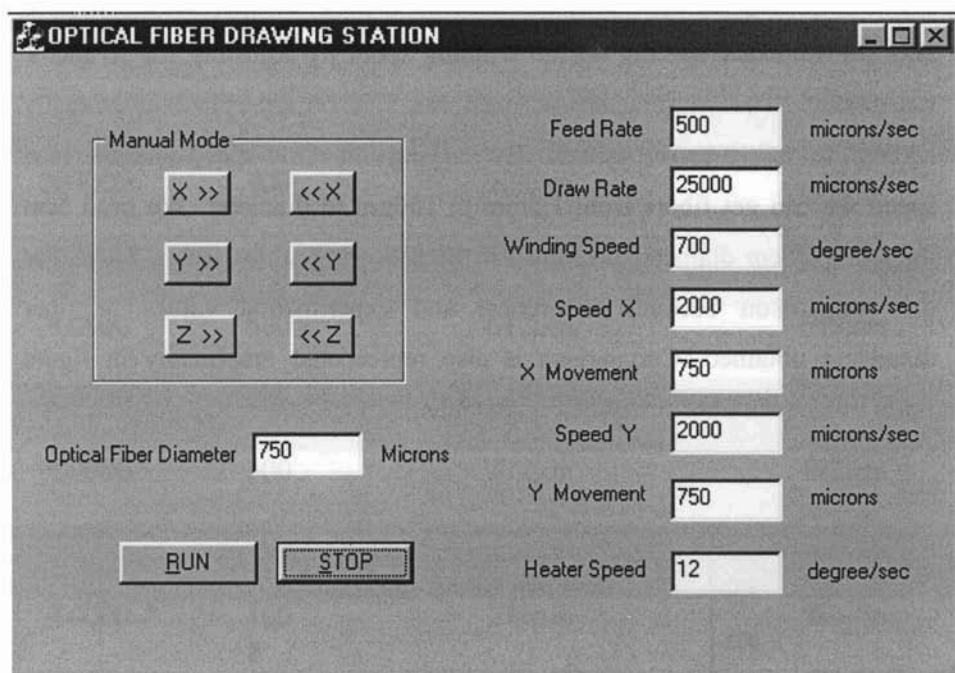 OPTICAL FIBER DRAWING STATION
Manual Mode
X >> <<X
Y >> <<Y
Z >> <<Z
Optical Fiber Diameter 750 Microns
RUN STOP
Feed Rate 500 microns/sec
Draw Rate 25000 microns/sec
Winding Speed 700 degree/sec
Speed X 2000 microns/sec
X Movement 750 microns
Speed Y 2000 microns/sec
Y Movement 750 microns
Heater Speed 12 degree/sec